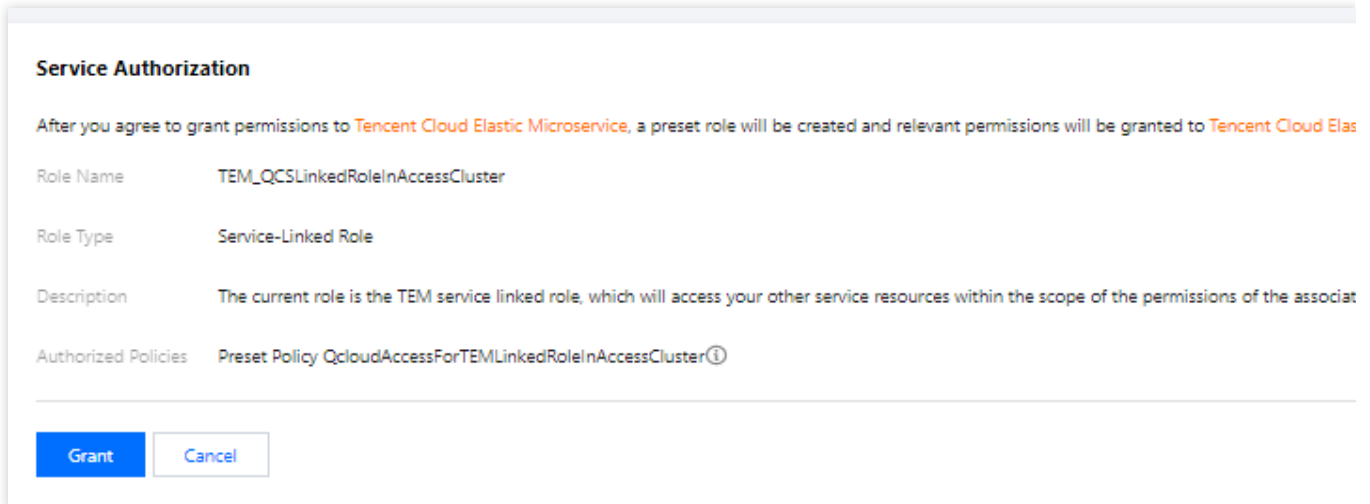 Service Authorization
After you agree to grant permissions to Tencent Cloud Elastic Microservice, a preset role will be created and relevant permissions will be granted to Tencent Cloud Elas
Role Name TEM_QCSLinkedRoleInAccessCluster
Role Type Service-Linked Role
Description The current role is the TEM service linked role, which will access your other service resources within the scope of the permissions of the associat
Authorized Policies Preset Policy QcloudAccessForTEMLinkedRoleInAccessCluster
Grant Cancel